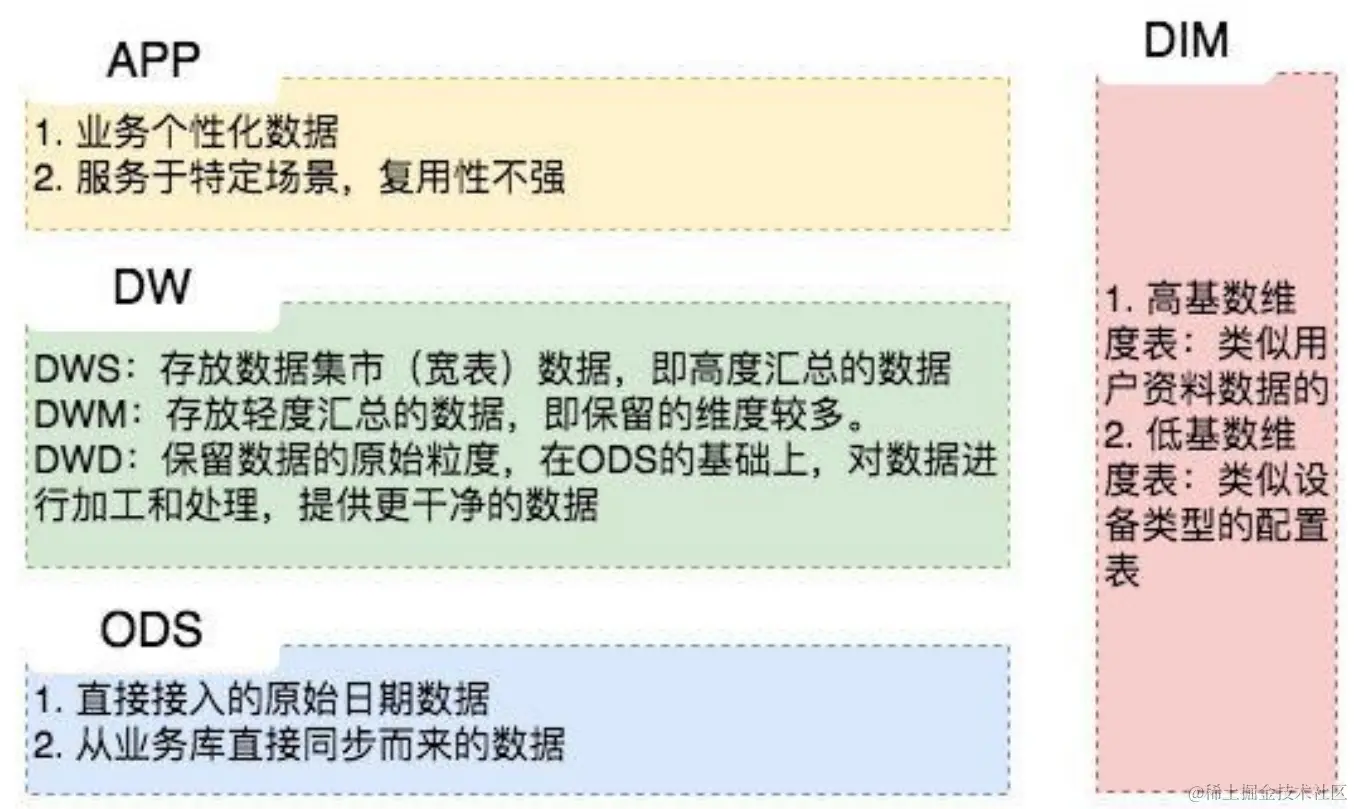 APP
1. 业务个性化数据
2. 服务于特定场景，复用性不强
DW
DWS：存放数据集市（宽表）数据，即高度汇总的数据
DWM：存放轻度汇总的数据，即保留的维度较多。
DWD：保留数据的原始粒度，在ODS的基础上，对数据进
行加工和处理，提供更干净的数据
ODS
1. 直接接入的原始日期数据
2. 从业务库直接同步而来的数据
DIM
1. 高基数维
度表：类似用
户资料数据的
2. 低基数维
度表：类似设
备类型的配置
表
@稀土掘金技术社区